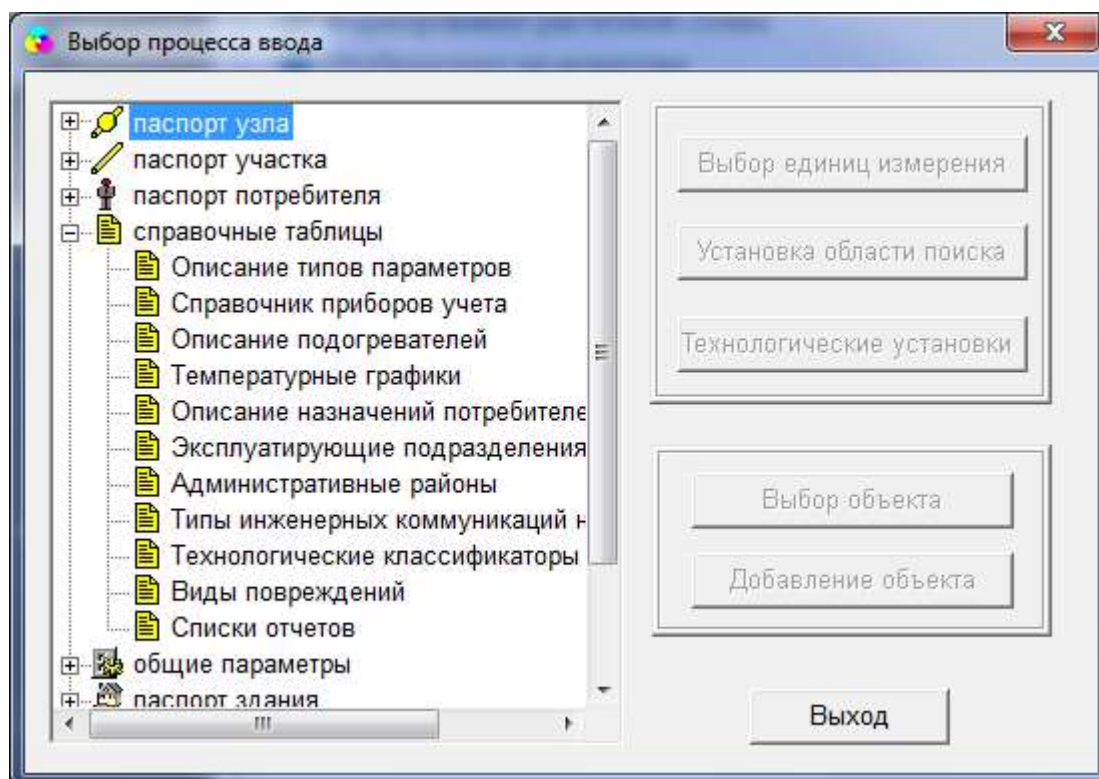 Выбор процесса ввода
паспорт узла
паспорт участка
паспорт потребителя
справочные таблицы
Описание типов параметров
Справочник приборов учета
Описание подогревателей
Температурные графики
Описание назначений потребителе
Эксплуатирующие подразделения
Административные районы
Типы инженерных коммуникаций н
Технологические классификаторы
Виды повреждений
Списки отчетов
общие параметры
паспорт здания
Выбор единиц измерения
Установка области поиска
Технологические установки
Выбор объекта
Добавление объекта
Выход